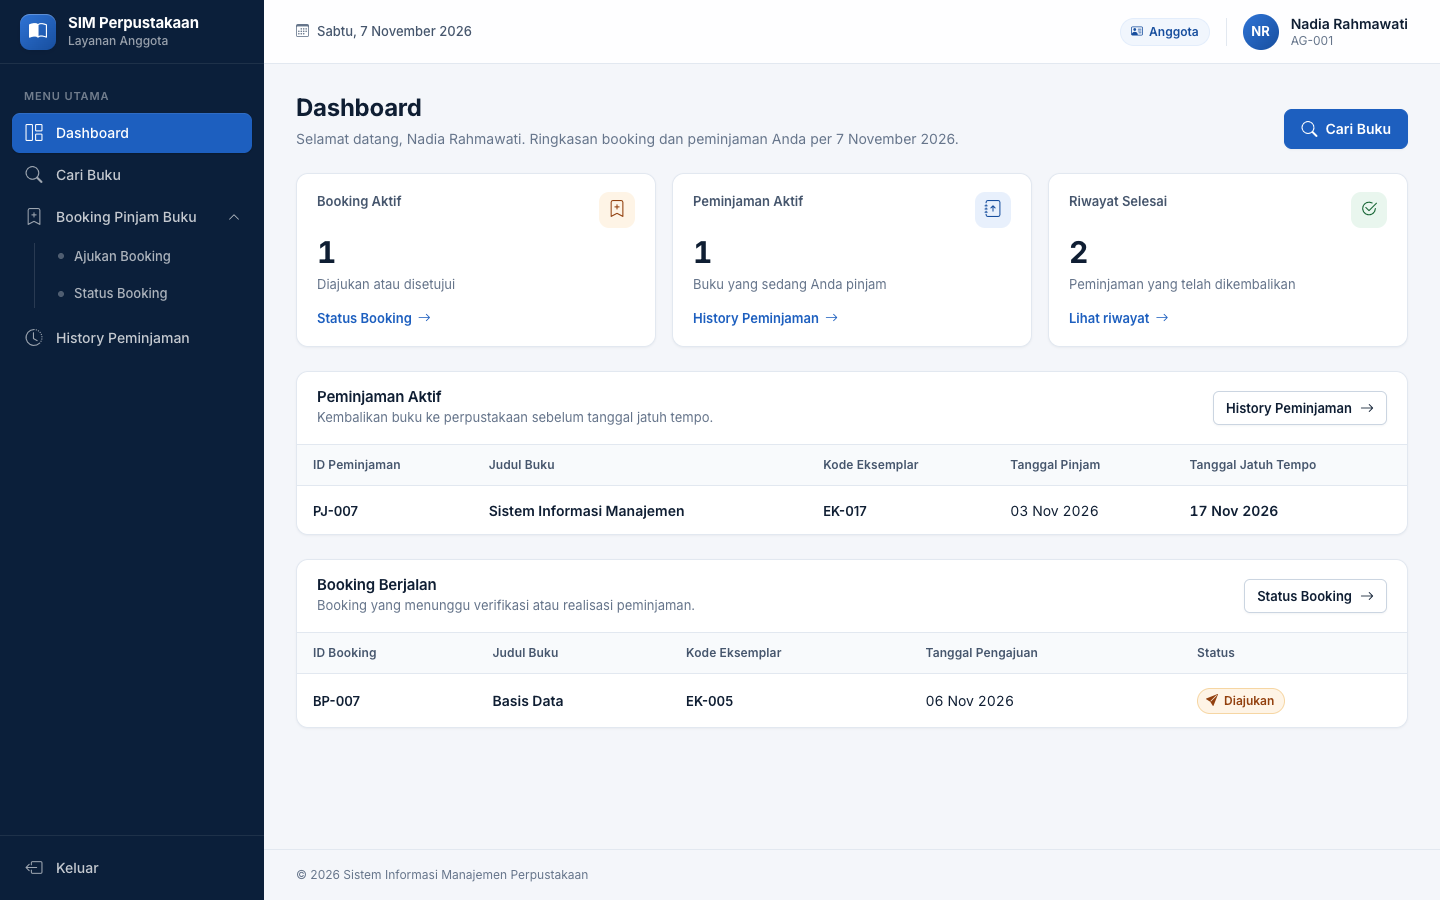 SIM Perpustakaan
Layanan Anggota
MENU UTAMA
Dashboard
Cari Buku
Booking Pinjam Buku
Ajukan Booking
Status Booking
History Peminjaman
Keluar
Sabtu, 7 November 2026
Anggota
NR
Nadia Rahmawati
AG-001
Dashboard
Selamat datang, Nadia Rahmawati. Ringkasan booking dan peminjaman Anda per 7 November 2026.
Cari Buku
Booking Aktif
1
Diajukan atau disetujui
Status Booking
Peminjaman Aktif
1
Buku yang sedang Anda pinjam
History Peminjaman
Riwayat Selesai
2
Peminjaman yang telah dikembalikan
Lihat riwayat
Peminjaman Aktif
Kembalikan buku ke perpustakaan sebelum tanggal jatuh tempo.
History Peminjaman
ID Peminjaman Judul Buku Kode Eksemplar Tanggal Pinjam Tanggal Jatuh Tempo
PJ-007 Sistem Informasi Manajemen EK-017 03 Nov 2026 17 Nov 2026
Booking Berjalan
Booking yang menunggu verifikasi atau realisasi peminjaman.
Status Booking
ID Booking Judul Buku Kode Eksemplar Tanggal Pengajuan Status
BP-007 Basis Data EK-005 06 Nov 2026 Diajukan
© 2026 Sistem Informasi Manajemen Perpustakaan